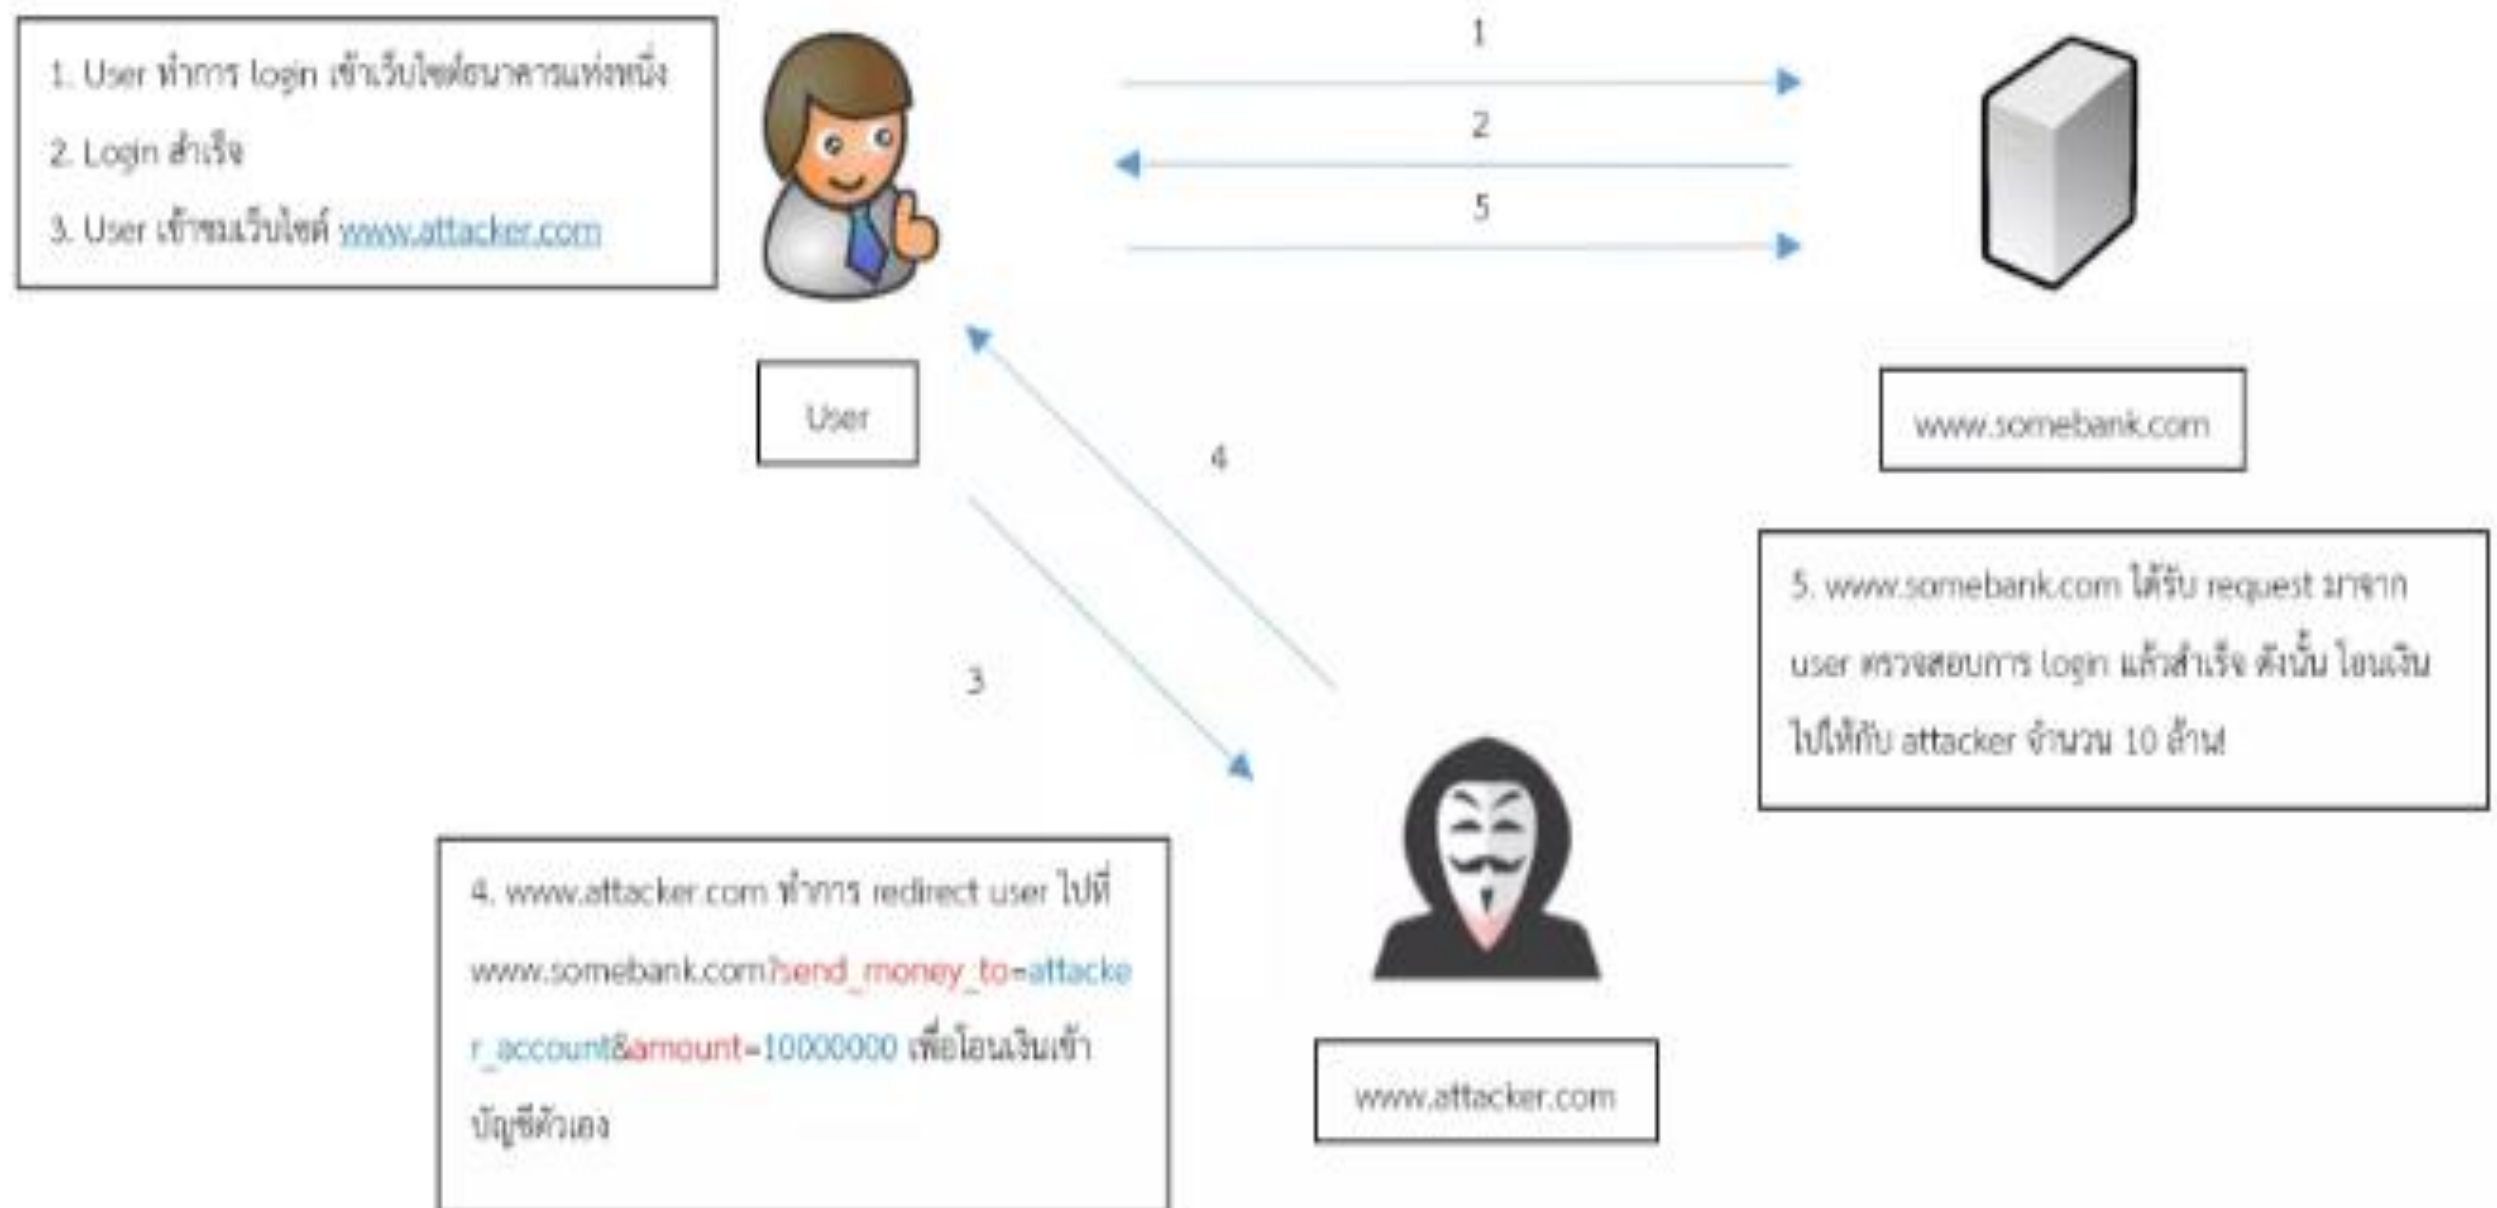 1. User ทำการ login เข้าเว็บไซต์ธนาคารแห่งหนึ่ง
2. Login สำเร็จ
3. User เข้าชมเว็บไซต์ www.attacker.com
1
2
5
User
www.somebank.com
4
3
5. www.somebank.com ได้รับ request มาจาก
user ตรวจสอบการ login แล้วสำเร็จ ดังนั้น โอนเงิน
ไปให้กับ attacker จำนวน 10 ล้าน!
4. www.attacker.com ทำการ redirect user ไปที่
www.somebank.com?send_money_to=attacke
r_account&amount=10000000 เพื่อโอนเงินเข้า
บัญชีตัวเอง
www.attacker.com